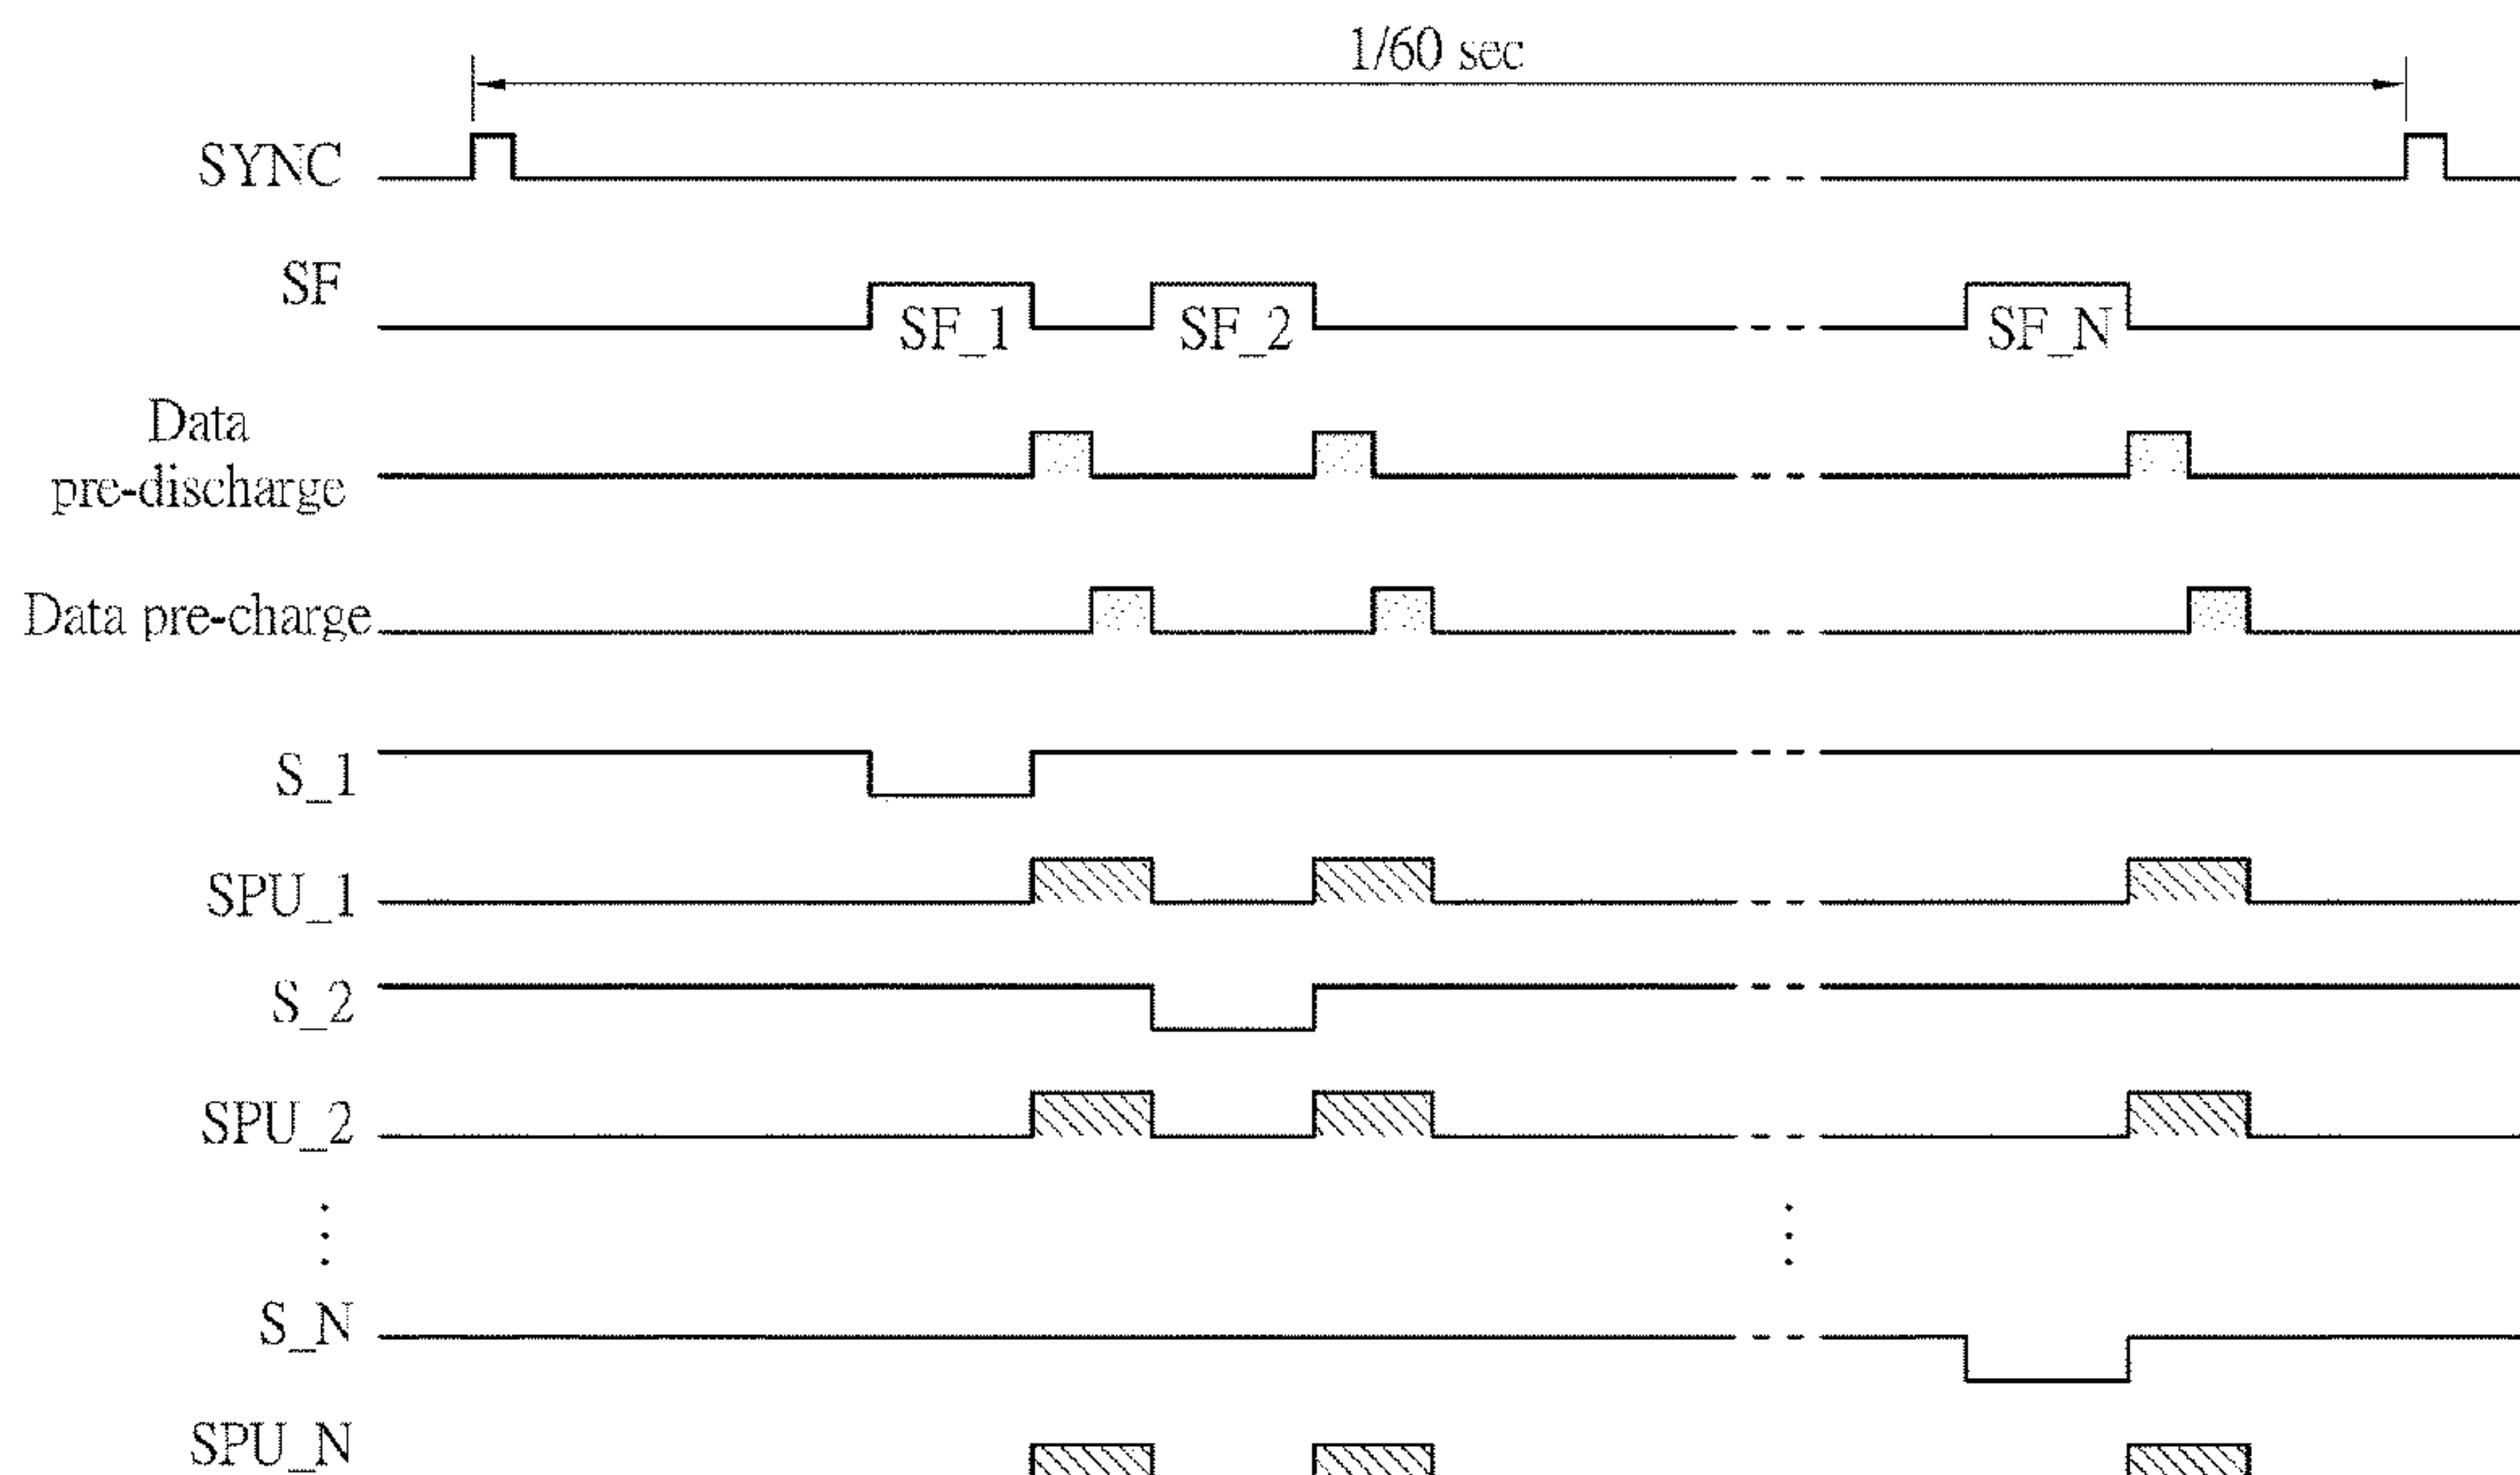 1/60 sec
SYNC
SF
SF_1
SF_2
SF_N
Data
pre-discharge
Data pre-charge
S_1
SPU_1
S_2
SPU_2
S_N
SPU_N